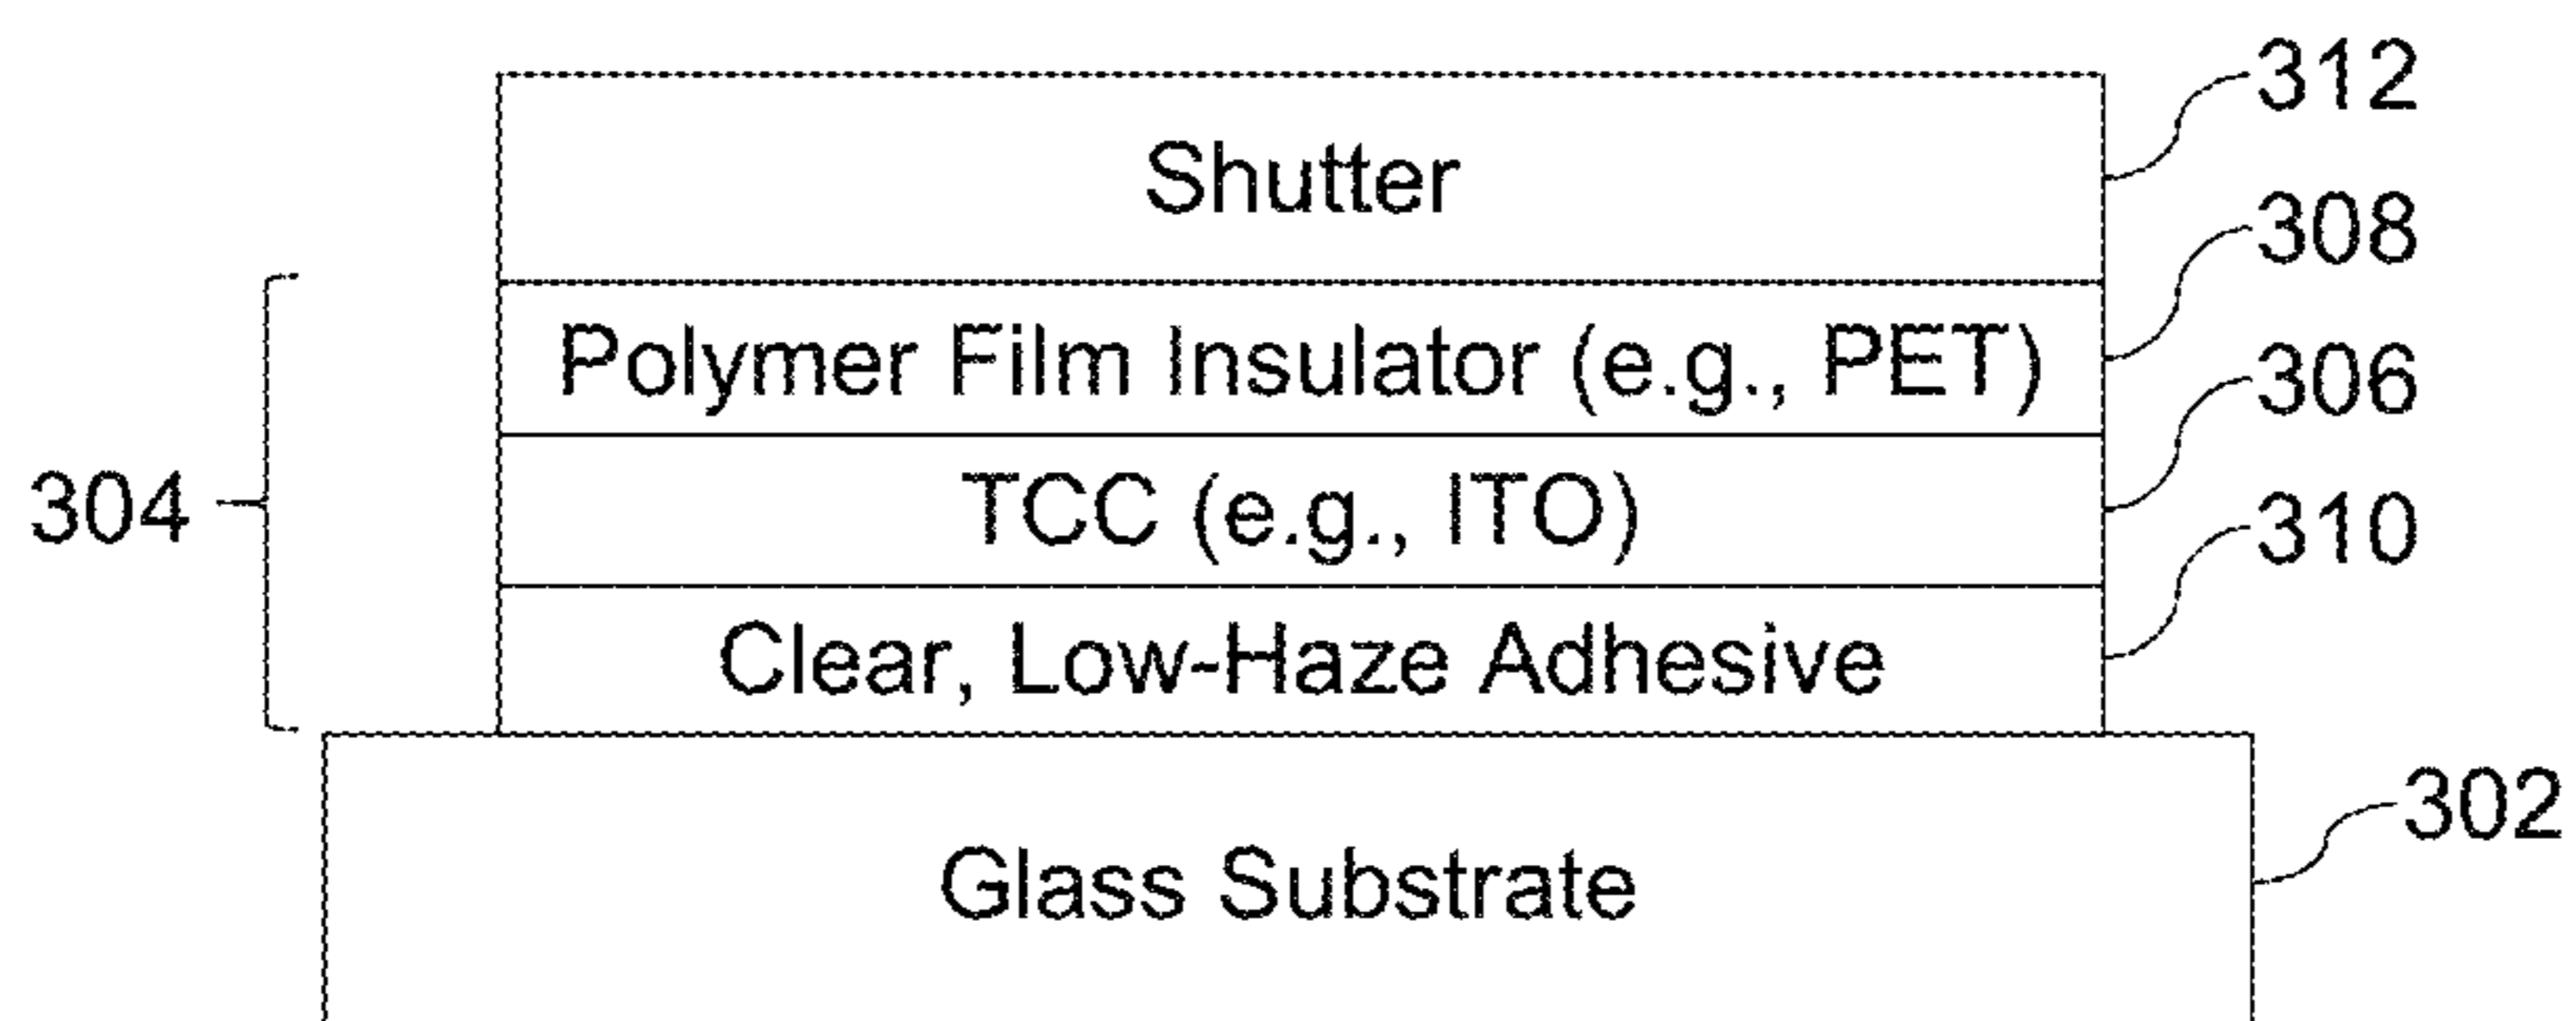 312
Shutter
308
Polymer Film Insulator (e.g., PET)
306
304
TCC (e.g., ITO)
310
Clear, Low-Haze Adhesive
302
Glass Substrate